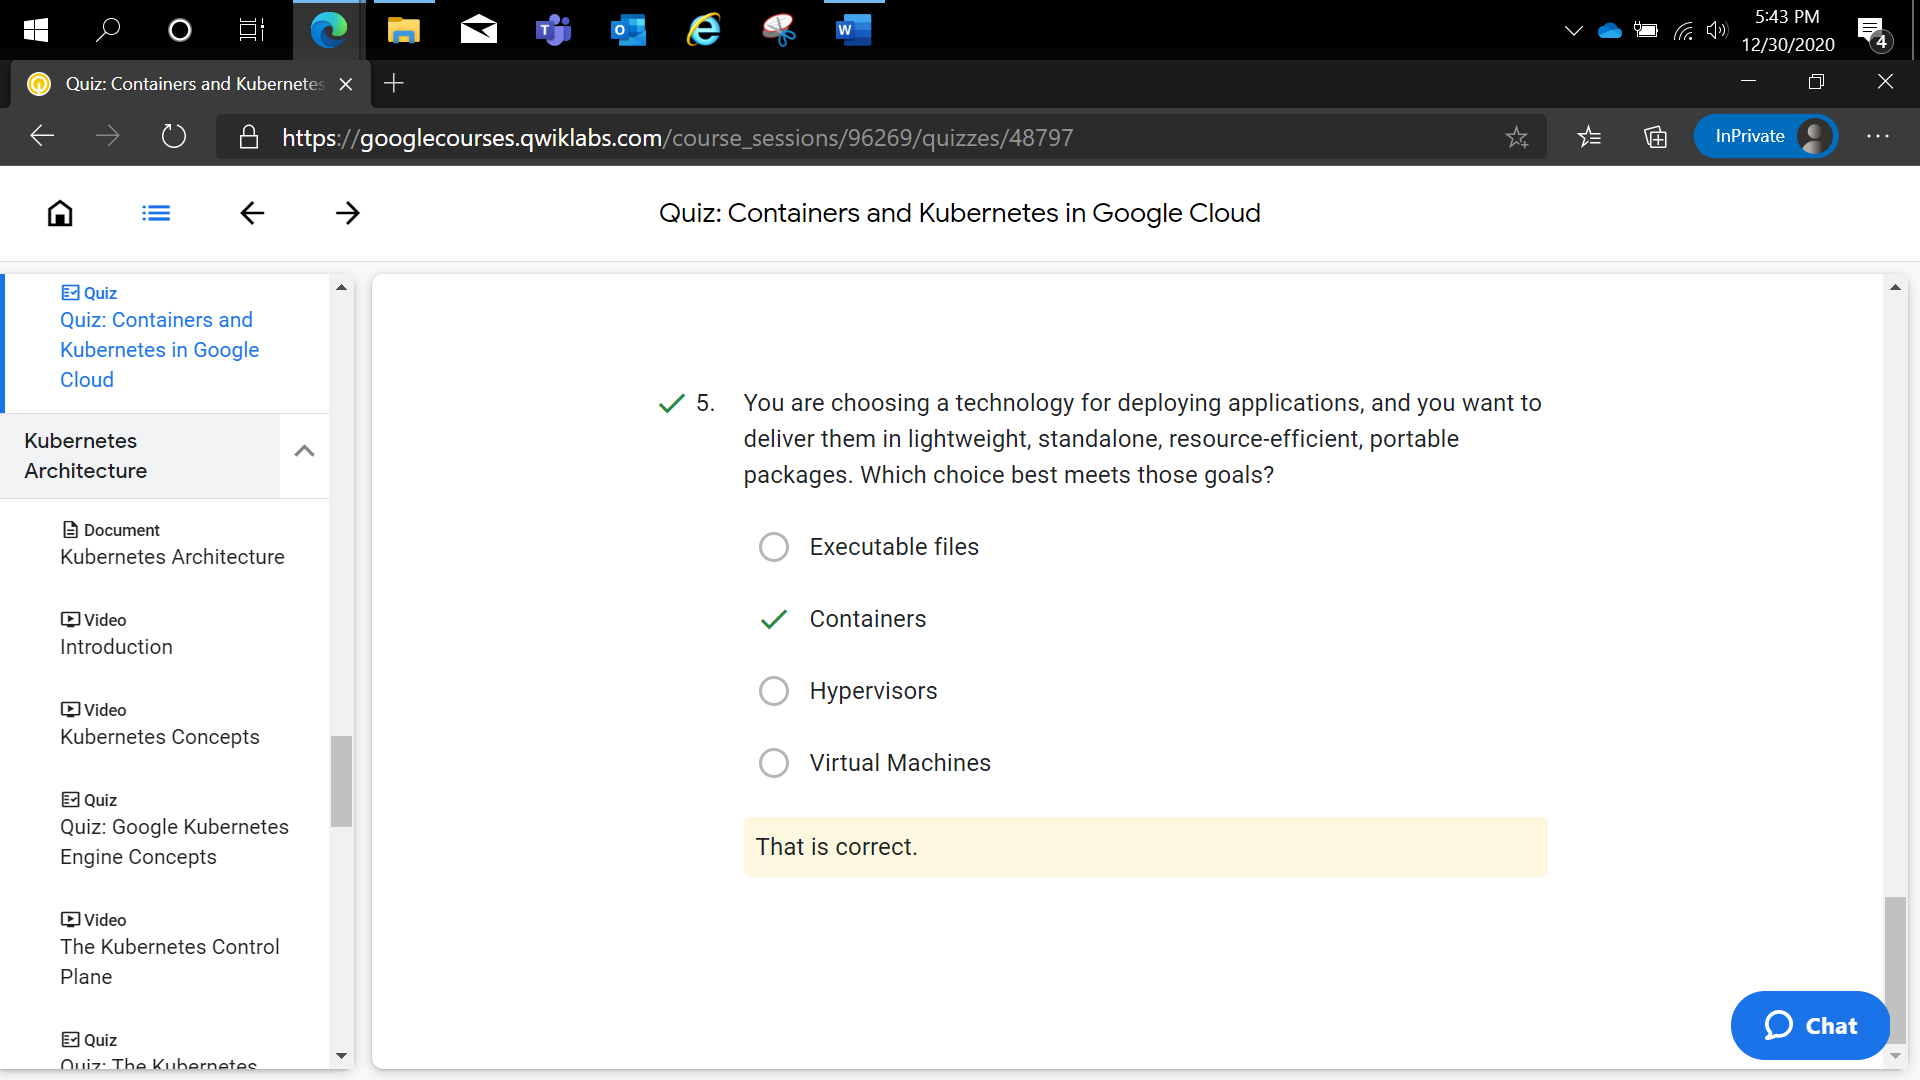 5:43 PM
12/30/2020
4
Quiz: Containers and Kubernetes
https://googlecourses.qwiklabs.com/course_sessions/96269/quizzes/48797
InPrivate
Quiz: Containers and Kubernetes in Google Cloud
Quiz
Quiz: Containers and
Kubernetes in Google
Cloud
Kubernetes
Architecture
Document
Kubernetes Architecture
Video
Introduction
Video
Kubernetes Concepts
Quiz
Quiz: Google Kubernetes
Engine Concepts
Video
The Kubernetes Control
Plane
Quiz
Quiz: The Kubernetes
5. You are choosing a technology for deploying applications, and you want to
deliver them in lightweight, standalone, resource-efficient, portable
packages. Which choice best meets those goals?
Executable files
Containers
Hypervisors
Virtual Machines
That is correct.
Chat